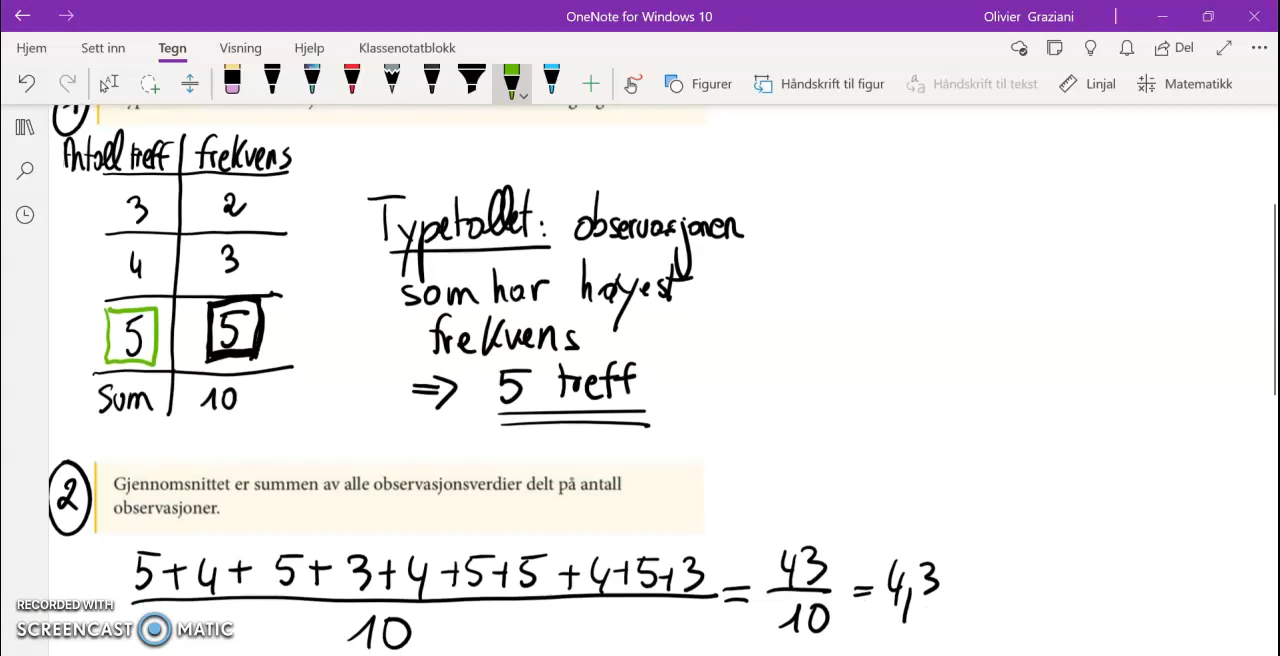 OneNote for Windows 10
Olivier Graziani
Hjem Sett inn Tegn Visning Hjelp Klassenotatblokk
Del
Figurer Håndskrift til figur Håndskrift til tekst Linjal Matematikk
Antall treff frekvens
3 2
4 3
5 5
Sum 10
Typetallet: observasjonen
som har høyest
frekvens
=> 5 treff
2
Gjennomsnittet er summen av alle observasjonsverdier delt på antall
observasjoner.
5+4+5+3+4+5+5+4+5+3 = 43 = 4,3
10 10
RECORDED WITH
SCREENCAST MATIC